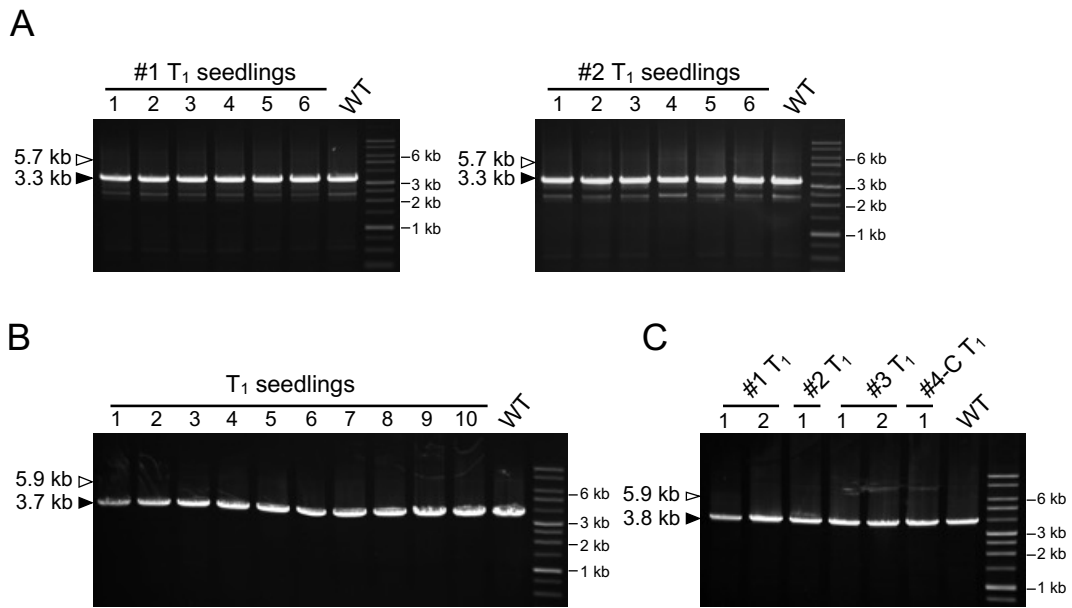 A
#1 T₁ seedlings
1 2 3 4 5 6 WT
5.7 kb
3.3 kb
6 kb
3 kb
2 kb
1 kb
#2 T₁ seedlings
1 2 3 4 5 6 WT
5.7 kb
3.3 kb
6 kb
3 kb
2 kb
1 kb
B
T₁ seedlings
1 2 3 4 5 6 7 8 9 10 WT
5.9 kb
3.7 kb
6 kb
3 kb
2 kb
1 kb
C
#1 T₁ #2 T₁ #3 T₁ #4-C T₁
1 2 1 1 2 1 WT
5.9 kb
3.8 kb
6 kb
3 kb
2 kb
1 kb